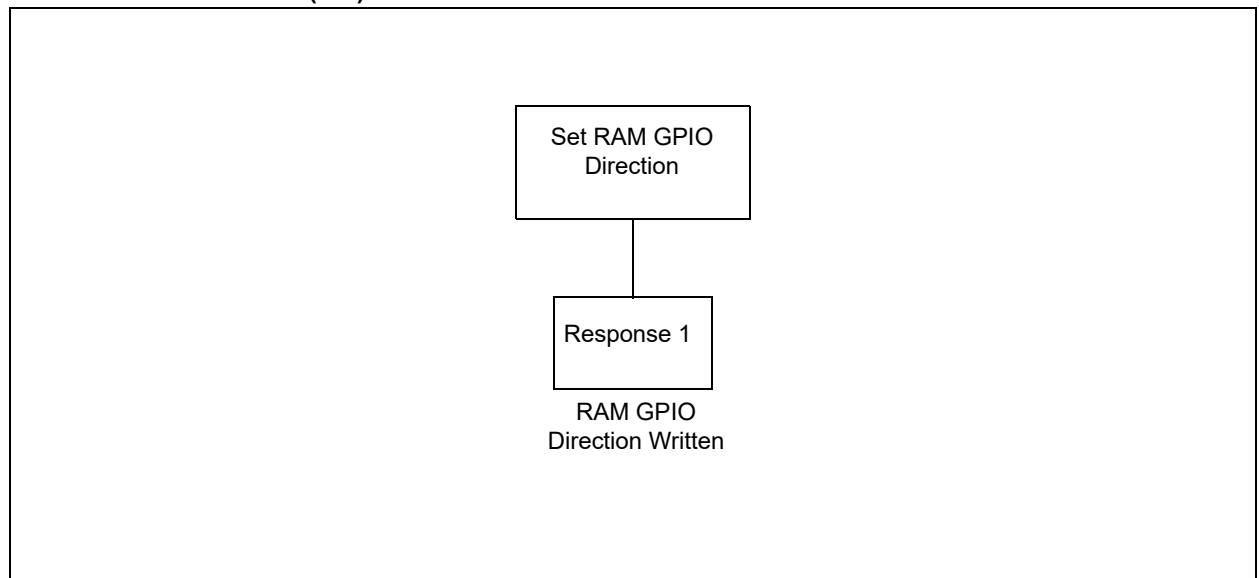 Set RAM GPIO
Direction
Response 1
RAM GPIO
Direction Written